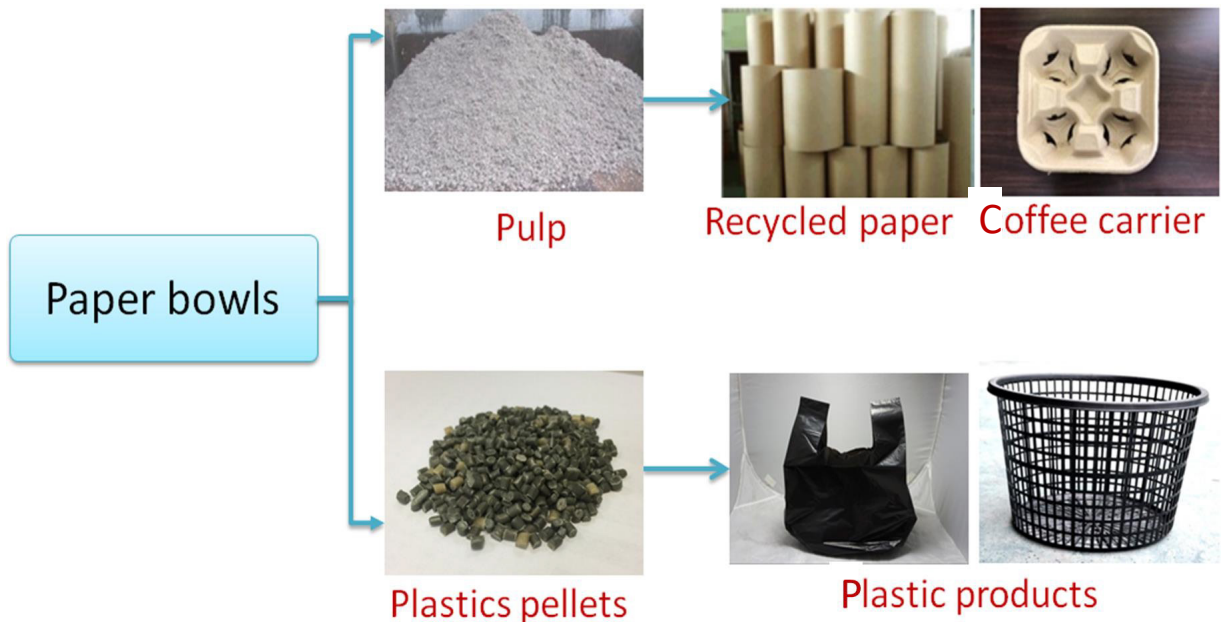 Pulp
Recycled paper
Coffee carrier
Paper bowls
Plastics pellets
Plastic products